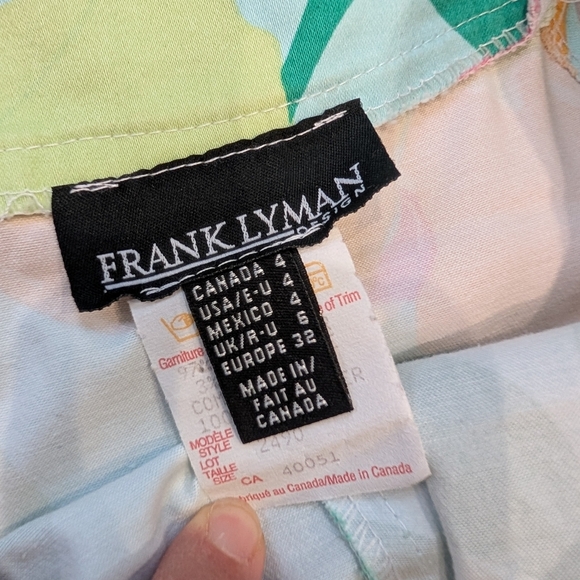 FRANK LYMAN
DESIGN
CANADA 4
USA/E-U 4
MEXICO 4
UK/R-U 6
EUROPE 32
MADE IN/
FAIT AU
CANADA
Garniture
of Trim
MODÈLE
STYLE
2490
LOT
TAILLE
SIZE
CA 40051
au Canada/Made in Canada